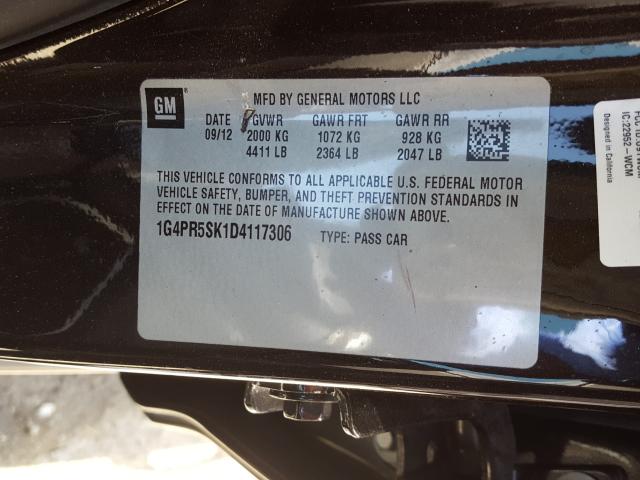 GM
MFD BY GENERAL MOTORS LLC
DATE GVWR GAWR FRT GAWR RR
09/12 2000 KG 1072 KG 928 KG
4411 LB 2364 LB 2047 LB
THIS VEHICLE CONFORMS TO ALL APPLICABLE U.S. FEDERAL MOTOR
VEHICLE SAFETY, BUMPER, AND THEFT PREVENTION STANDARDS IN
EFFECT ON THE DATE OF MANUFACTURE SHOWN ABOVE.
1G4PR5SK1D4117306 TYPE: PASS CAR
IC:22952-WCM
Designed in California